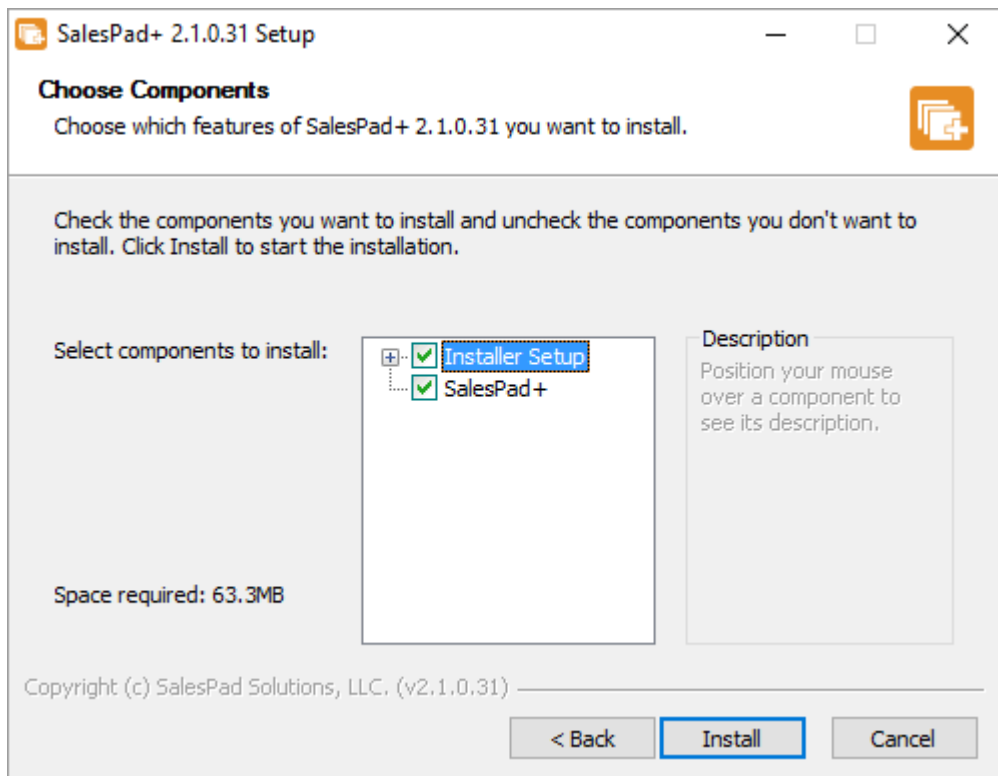 SalesPad+ 2.1.0.31 Setup
Choose Components
Choose which features of SalesPad+ 2.1.0.31 you want to install.
Check the components you want to install and uncheck the components you don't want to
install. Click Install to start the installation.
Select components to install:
Installer Setup
SalesPad+
Description
Position your mouse
over a component to
see its description.
Space required: 63.3MB
Copyright (c) SalesPad Solutions, LLC. (v2.1.0.31)
< Back
Install
Cancel